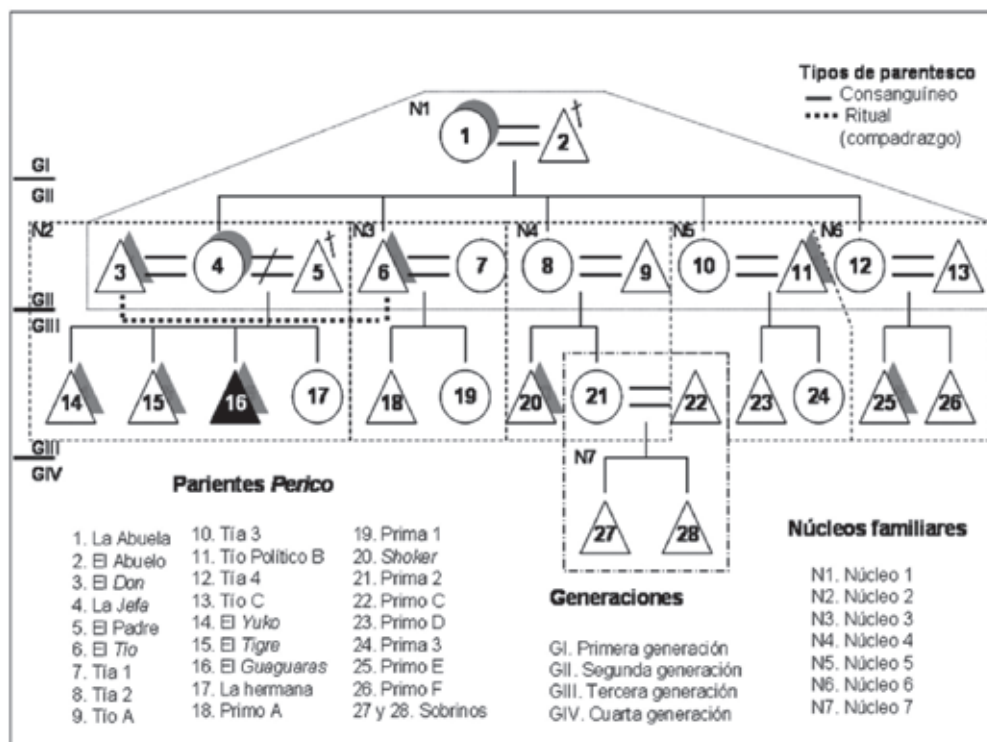 Tipos de parentesco
Consanguíneo
Ritual
(compadrazgo)
N1
1
2
GI
GII
N2
N3
N4
N5
N6
3
4
5
6
7
8
9
10
11
12
13
GII
GIII
14
15
16
17
18
19
20
21
22
23
24
25
26
GIII
GIV
N7
27
28
Parientes Perico
1. La Abuela
2. El Abuelo
3. El Don
4. La Jefa
5. El Padre
6. El Tio
7. Tía 1
8. Tía 2
9. Tío A
10. Tía 3
11. Tío Político B
12. Tía 4
13. Tío C
14. El Yuko
15. El Tigre
16. El Guaguaras
17. La hermana
18. Primo A
19. Prima 1
20. Shoker
21. Prima 2
22. Primo C
23. Primo D
24. Prima 3
25. Primo E
26. Primo F
27 y 28. Sobrinos
Generaciones
GI. Primera generación
GII. Segunda generación
GIII. Tercera generación
GIV. Cuarta generación
Núcleos familiares
N1. Núcleo 1
N2. Núcleo 2
N3. Núcleo 3
N4. Núcleo 4
N5. Núcleo 5
N6. Núcleo 6
N7. Núcleo 7